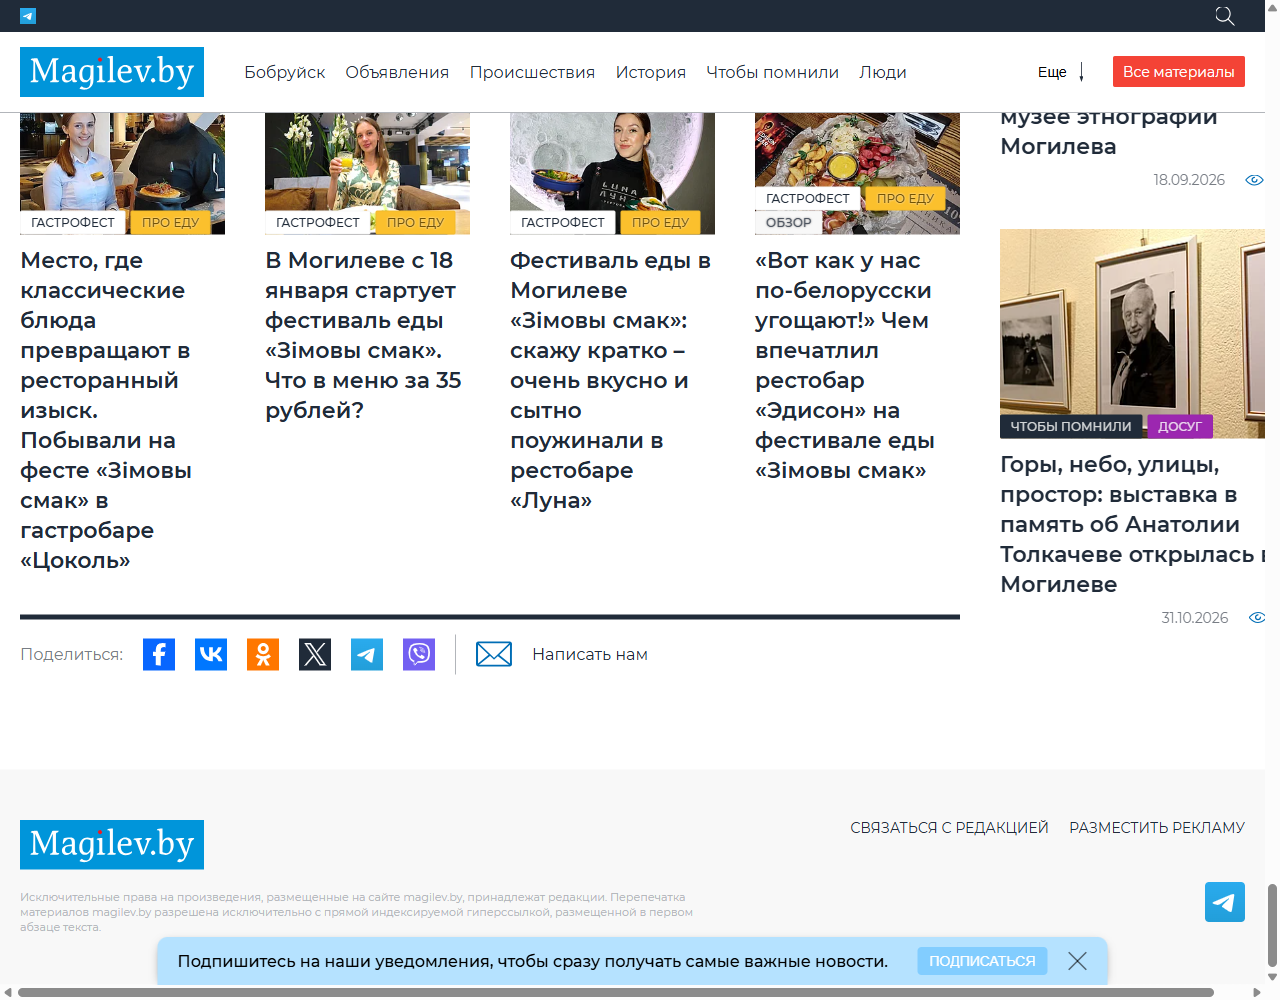 Magilev.by
Бобруйск Объявления Происшествия История Чтобы помнили Люди
Еще
Все материалы
ГАСТРОФЕСТ ПРО ЕДУ
Место, где
классические
блюда
превращают в
ресторанный
изыск.
Побывали на
фесте «Зімовы
смак» в
гастробаре
«Цоколь»
ГАСТРОФЕСТ ПРО ЕДУ
В Могилеве с 18
января стартует
фестиваль еды
«Зімовы смак».
Что в меню за 35
рублей?
LUNA
ЛУН
ГАСТРОФЕСТ ПРО ЕДУ
Фестиваль еды в
Могилеве
«Зімовы смак»:
скажу кратко –
очень вкусно и
сытно
поужинали в
рестобаре
«Луна»
ГАСТРОФЕСТ ПРО ЕДУ
ОБЗОР
«Вот как у нас
по-белорусски
угощают!» Чем
впечатлил
рестобар
«Эдисон» на
фестивале еды
«Зімовы смак»
музее этнографии
Могилева
18.09.2026
ЧТОБЫ ПОМНИЛИ ДОСУГ
Горы, небо, улицы,
простор: выставка в
память об Анатолии
Толкачеве открылась в
Могилеве
31.10.2026
Поделиться:
Написать нам
Magilev.by
СВЯЗАТЬСЯ С РЕДАКЦИЕЙ РАЗМЕСТИТЬ РЕКЛАМУ
Исключительные права на произведения, размещенные на сайте magilev.by, принадлежат редакции. Перепечатка
материалов magilev.by разрешена исключительно с прямой индексируемой гиперссылкой, размещенной в первом
абзаце текста.
Подпишитесь на наши уведомления, чтобы сразу получать самые важные новости.
ПОДПИСАТЬСЯ